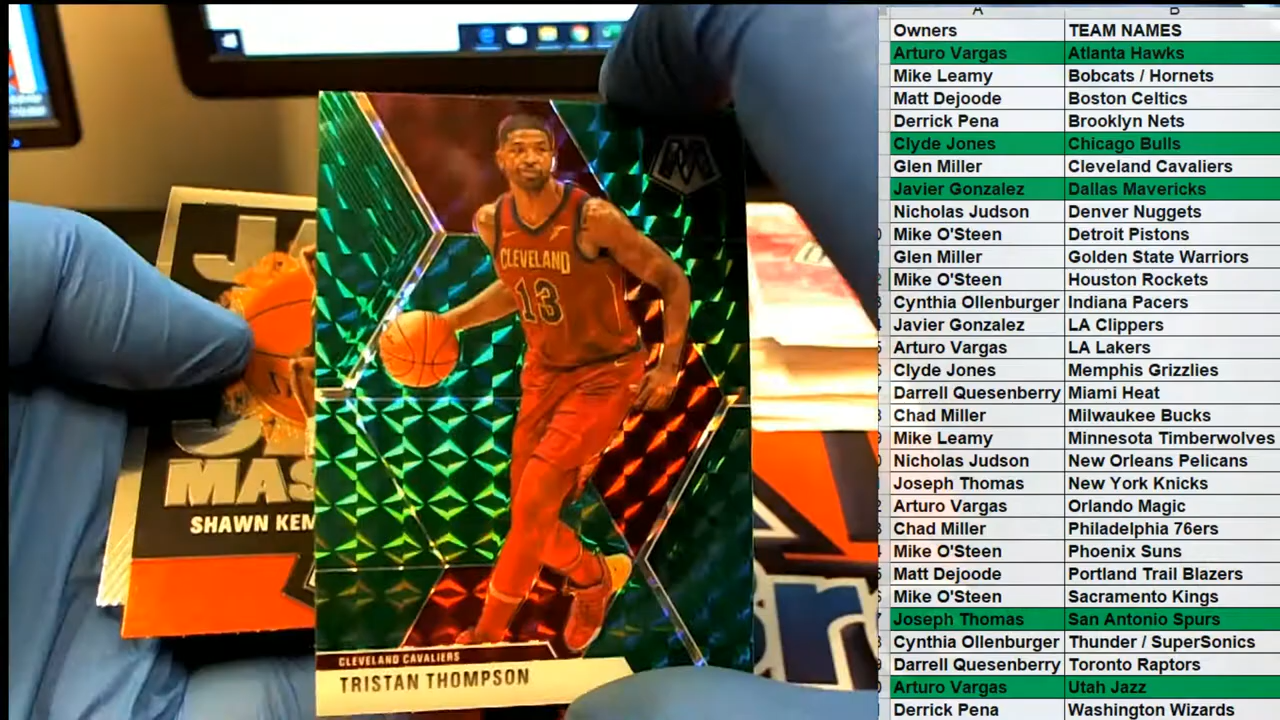 JA
MAS
SHAWN KEM
CLEVELAND
13
CLEVELAND CAVALIERS
TRISTAN THOMPSON
A B
Owners TEAM NAMES
Arturo Vargas Atlanta Hawks
Mike Leamy Bobcats / Hornets
Matt Dejoode Boston Celtics
Derrick Pena Brooklyn Nets
Clyde Jones Chicago Bulls
Glen Miller Cleveland Cavaliers
Javier Gonzalez Dallas Mavericks
Nicholas Judson Denver Nuggets
Mike O'Steen Detroit Pistons
Glen Miller Golden State Warriors
Mike O'Steen Houston Rockets
Cynthia Ollenburger Indiana Pacers
Javier Gonzalez LA Clippers
Arturo Vargas LA Lakers
Clyde Jones Memphis Grizzlies
Darrell Quesenberry Miami Heat
Chad Miller Milwaukee Bucks
Mike Leamy Minnesota Timberwolves
Nicholas Judson New Orleans Pelicans
Joseph Thomas New York Knicks
Arturo Vargas Orlando Magic
Chad Miller Philadelphia 76ers
Mike O'Steen Phoenix Suns
Matt Dejoode Portland Trail Blazers
Mike O'Steen Sacramento Kings
Joseph Thomas San Antonio Spurs
Cynthia Ollenburger Thunder / SuperSonics
Darrell Quesenberry Toronto Raptors
Arturo Vargas Utah Jazz
Derrick Pena Washington Wizards